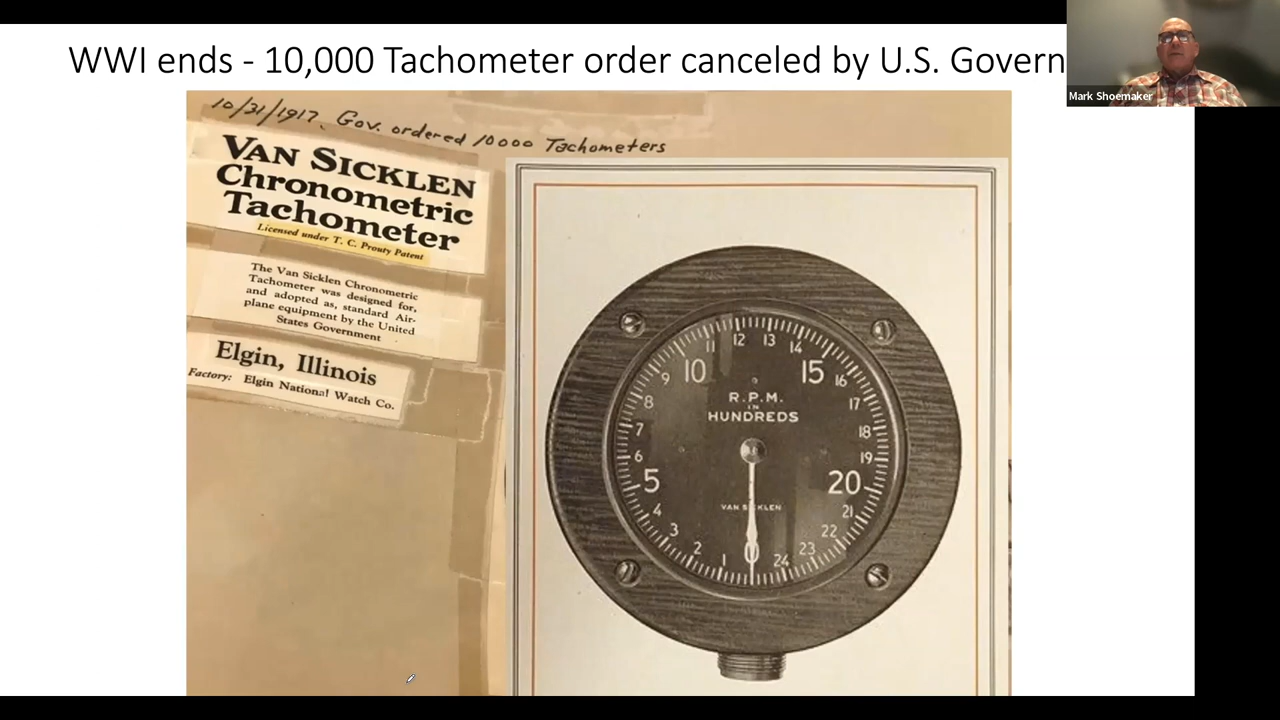 WWI ends - 10,000 Tachometer order canceled by U.S. Govern
Mark Shoemaker
10/31/1917. Gov. ordered 10000 Tachometers
VAN SICKLEN
Chronometric
Tachometer
Licensed under T. C. Prouty Patent
The Van Sicklen Chronometric
Tachometer was designed for,
and adopted as, standard Air-
plane equipment by the United
States Government
Elgin, Illinois
Factory: Elgin National Watch Co.
R.P.M.
IN
HUNDREDS
VAN SICKLEN
1
2
3
4
5
6
7
8
9
10
11
12
13
14
15
16
17
18
19
20
21
22
23
24
0